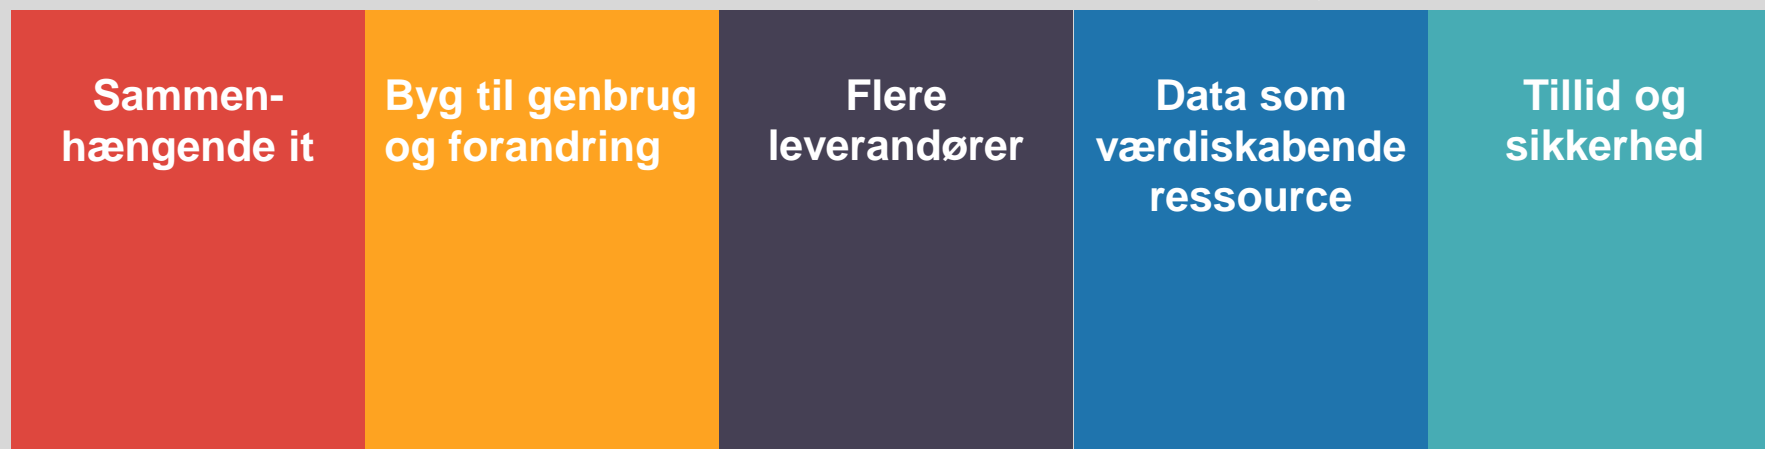 Sammen-
hængende it
Byg til genbrug
og forandring
Flere
leverandører
Data som
værdiskabende
ressource
Tillid og
sikkerhed